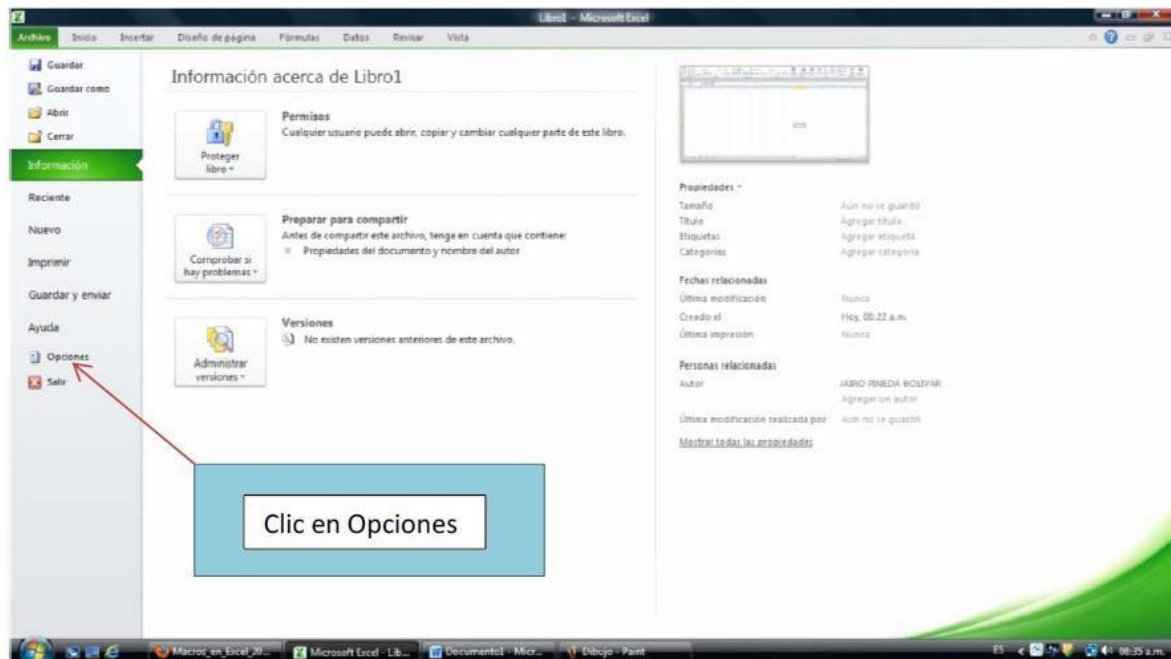 Libro1 - Microsoft Excel
Archivo Inicio Insertar Diseño de página Fórmulas Datos Revisar Vista
Guardar
Guardar como
Abrir
Cerrar
Información
Reciente
Nuevo
Imprimir
Guardar y enviar
Ayuda
Opciones
Salir
Información acerca de Libro1
Proteger
libro
Permisos
Cualquier usuario puede abrir, copiar y cambiar cualquier parte de este libro.
Comprobar si
hay problemas
Preparar para compartir
Antes de compartir este archivo, tenga en cuenta que contiene:
Propiedades del documento y nombre del autor
Administrar
versiones
Versiones
No existen versiones anteriores de este archivo.
Clic en Opciones
Propiedades
Tamaño Aún no se guardó
Título Agregar título
Etiquetas Agregar etiqueta
Categorías Agregar categoría
Fechas relacionadas
Última modificación Nunca
Creado el Hoy, 08:22 a.m.
Última impresión Nunca
Personas relacionadas
Autor JAIRO PINEDA BOLIVAR
Agregar un autor
Última modificación realizada por Aún no se guardó
Mostrar todas las propiedades
Macros_en_Excel_20... Microsoft Excel - Lib... Documento1 - Micr... Dibujo - Paint ES 08:35 a.m.